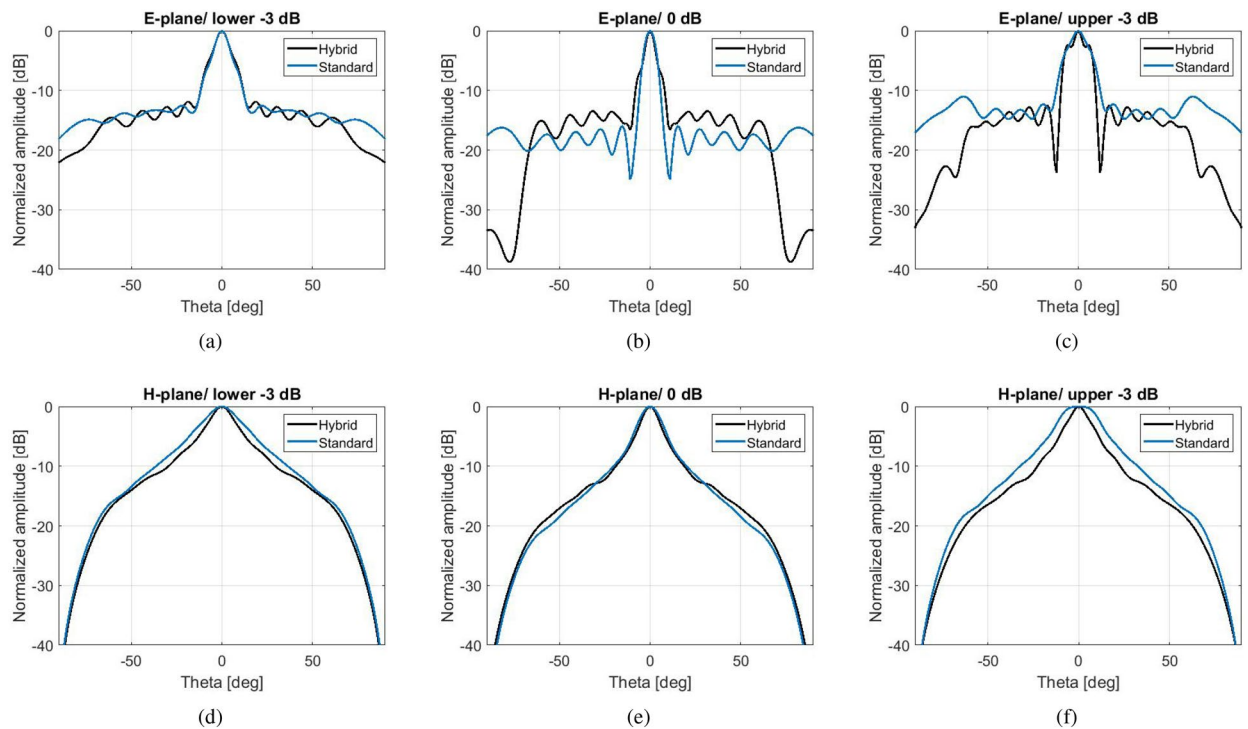 E-plane/ lower -3 dB
0
-10
-20
-30
-40
Normalized amplitude [dB]
Hybrid
Standard
-50
0
50
Theta [deg]
(a)
E-plane/ 0 dB
0
-10
-20
-30
-40
Normalized amplitude [dB]
Hybrid
Standard
-50
0
50
Theta [deg]
(b)
E-plane/ upper -3 dB
0
-10
-20
-30
-40
Normalized amplitude [dB]
Hybrid
Standard
-50
0
50
Theta [deg]
(c)
H-plane/ lower -3 dB
0
-10
-20
-30
-40
Normalized amplitude [dB]
Hybrid
Standard
-50
0
50
Theta [deg]
(d)
H-plane/ 0 dB
0
-10
-20
-30
-40
Normalized amplitude [dB]
Hybrid
Standard
-50
0
50
Theta [deg]
(e)
H-plane/ upper -3 dB
0
-10
-20
-30
-40
Normalized amplitude [dB]
Hybrid
Standard
-50
0
50
Theta [deg]
(f)